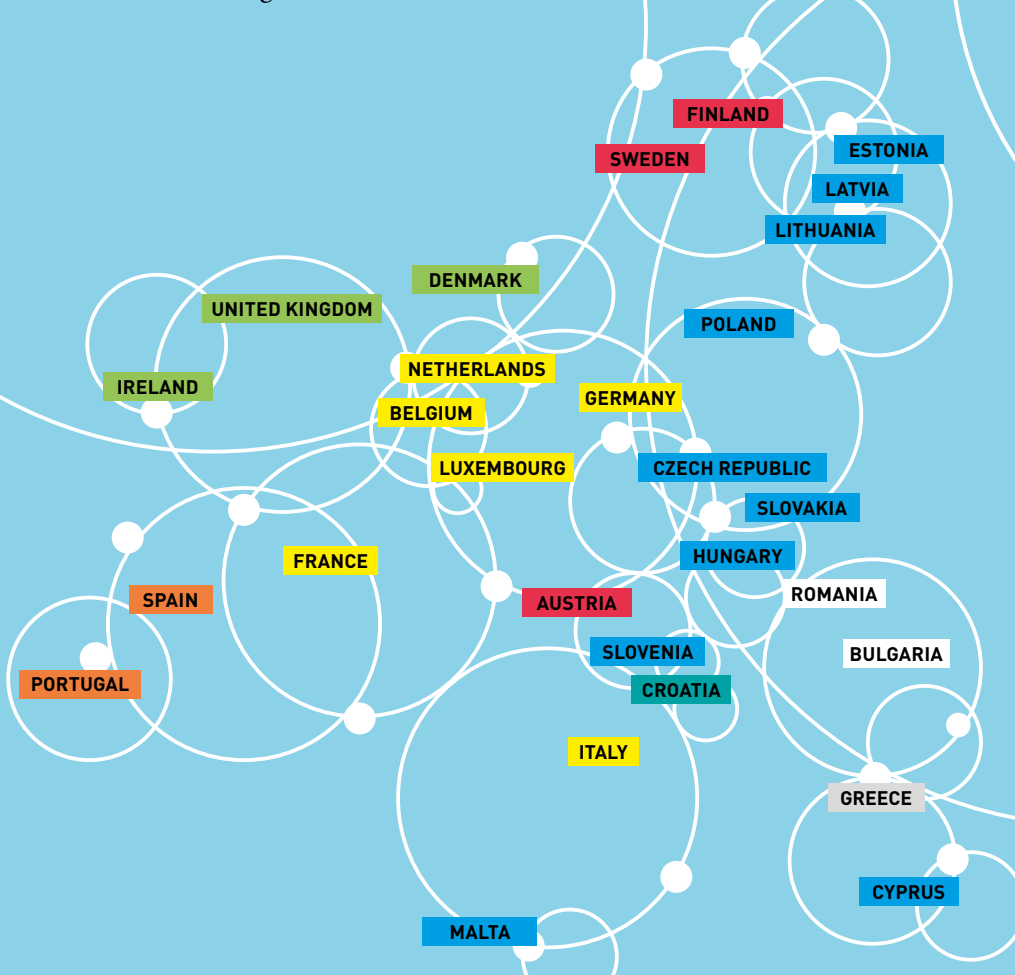 FINLAND
ESTONIA
SWEDEN
LATVIA
LITHUANIA
DENMARK
UNITED KINGDOM
POLAND
NETHERLANDS
IRELAND
GERMANY
BELGIUM
LUXEMBOURG
CZECH REPUBLIC
SLOVAKIA
HUNGARY
FRANCE
ROMANIA
SPAIN
AUSTRIA
SLOVENIA
BULGARIA
PORTUGAL
CROATIA
ITALY
GREECE
CYPRUS
MALTA